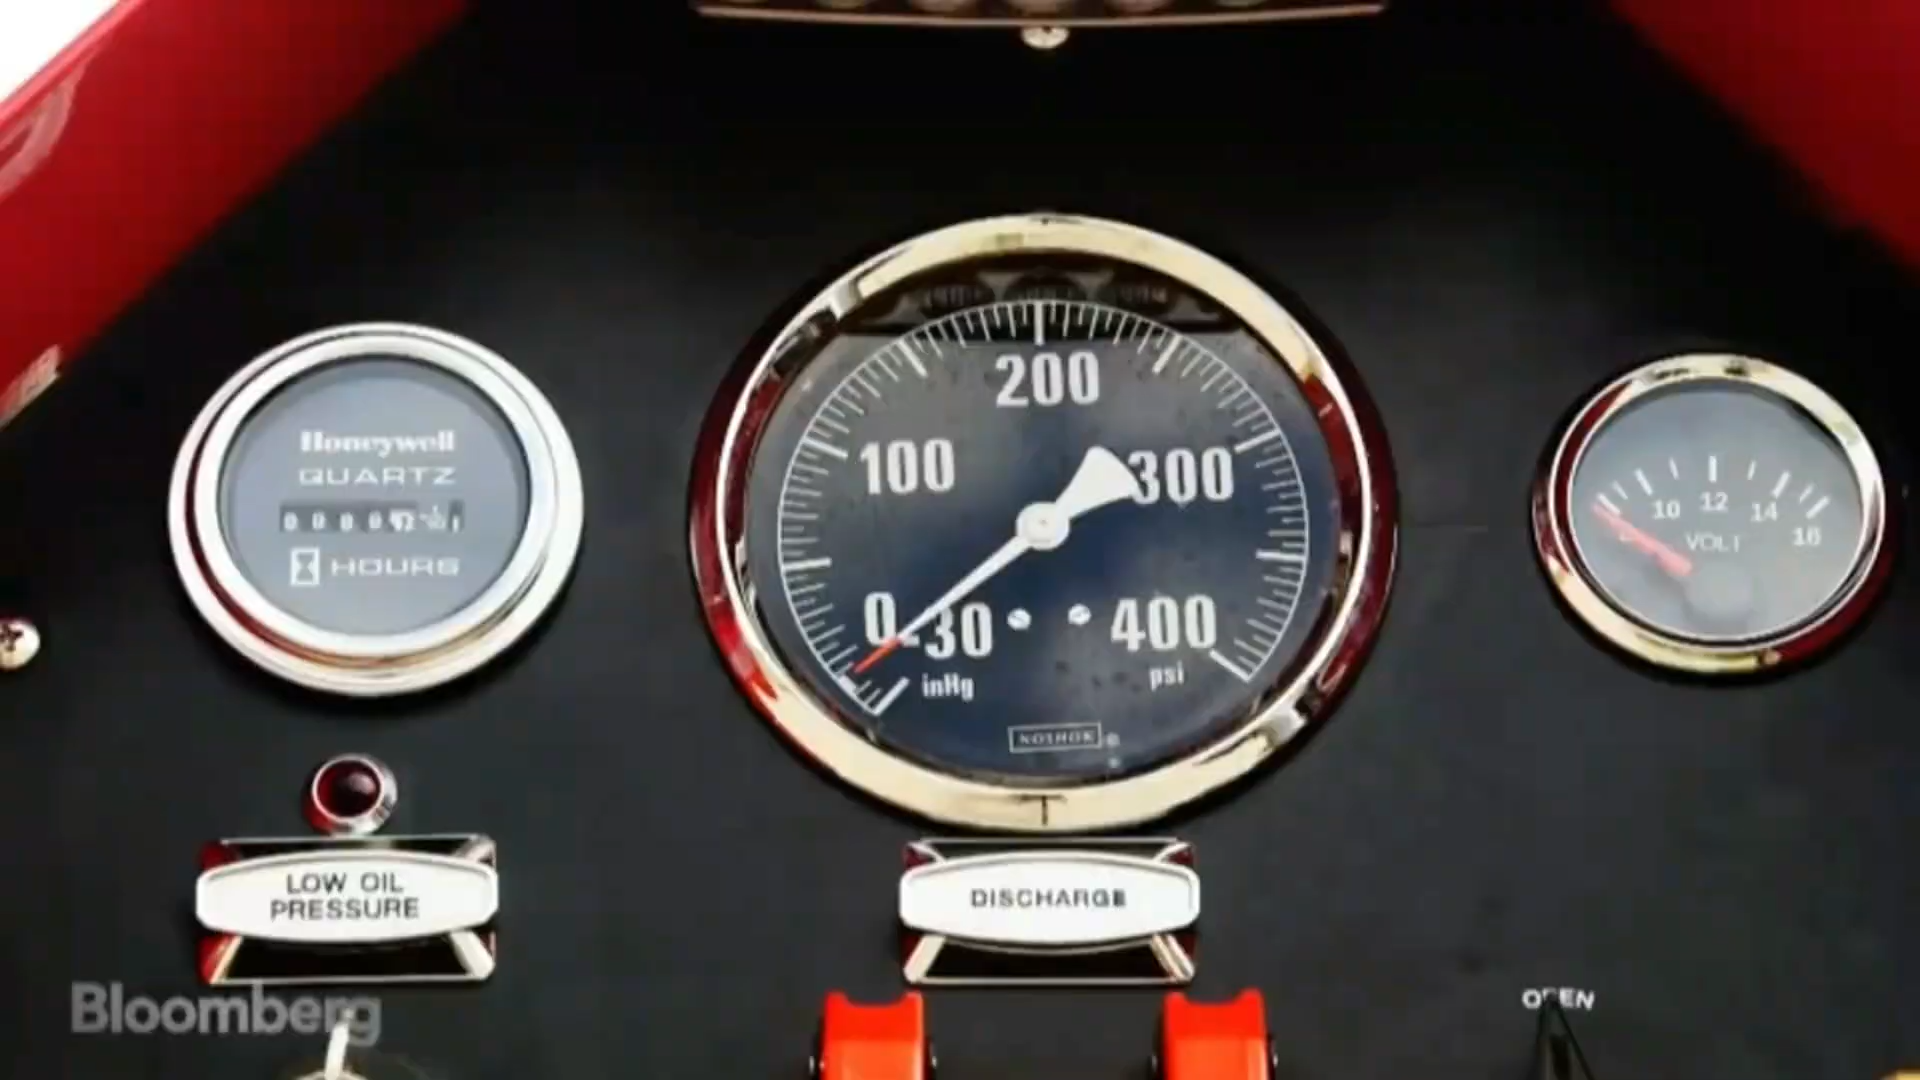 200
100
300
0
-30
400
inHg
psi
NOSHOK
Honeywell
QUARTZ
HOURS
10
12
14
16
VOLT
LOW OIL
PRESSURE
DISCHARGE
OPEN
Bloomberg